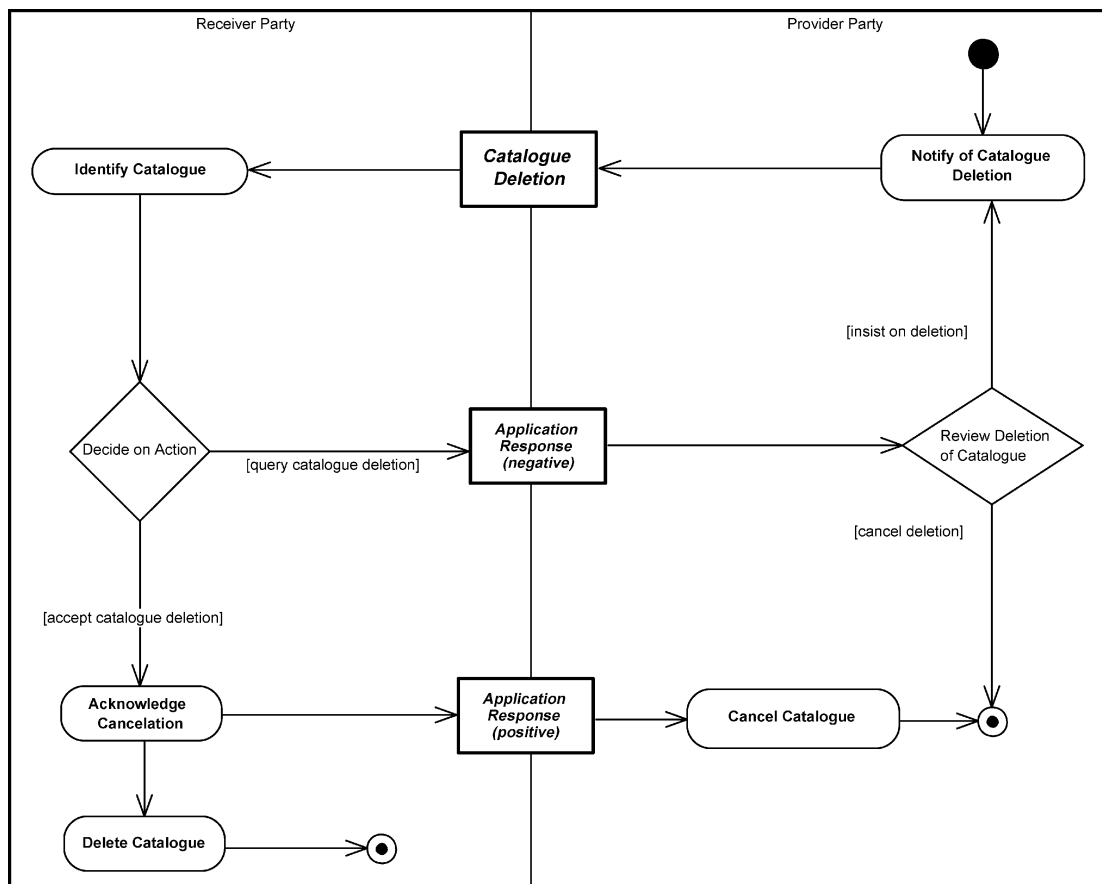 Receiver Party
Provider Party
Identify Catalogue
Catalogue
Deletion
Notify of Catalogue
Deletion
[insist on deletion]
Decide on Action
[query catalogue deletion]
Application
Response
(negative)
Review Deletion
of Catalogue
[cancel deletion]
[accept catalogue deletion]
Acknowledge
Cancelation
Application
Response
(positive)
Cancel Catalogue
Delete Catalogue